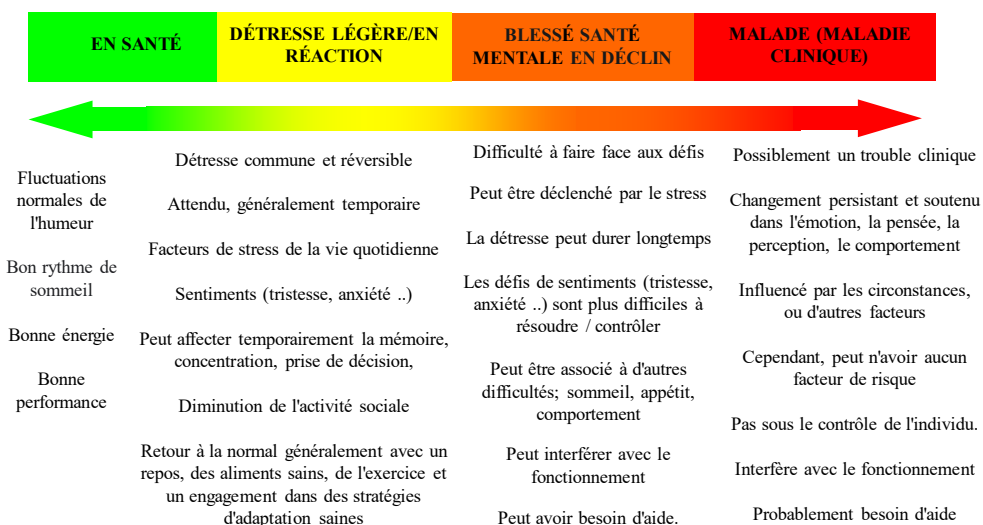 EN SANTÉ
DÉTRESSE LÉGÈRE/EN
RÉACTION
BLESSÉ SANTÉ
MENTALE EN DÉCLIN
MALADE (MALADIE
CLINIQUE)
Fluctuations
normales de
l'humeur
Bon rythme de
sommeil
Bonne énergie
Bonne
performance
Détresse commune et réversible
Attendu, généralement temporaire
Facteurs de stress de la vie quotidienne
Sentiments (tristesse, anxiété ..)
Peut affecter temporairement la mémoire,
concentration, prise de décision,
Diminution de l'activité sociale
Retour à la normal généralement avec un
repos, des aliments sains, de l'exercice et
un engagement dans des stratégies
d'adaptation saines
Difficulté à faire face aux défis
Peut être déclenché par le stress
La détresse peut durer longtemps
Les défis de sentiments (tristesse,
anxiété ..) sont plus difficiles à
résoudre / contrôler
Peut être associé à d'autres
difficultés; sommeil, appétit,
comportement
Peut interférer avec le
fonctionnement
Peut avoir besoin d'aide.
Possiblement un trouble clinique
Changement persistant et soutenu
dans l'émotion, la pensée, la
perception, le comportement
Influencé par les circonstances,
ou d'autres facteurs
Cependant, peut n'avoir aucun
facteur de risque
Pas sous le contrôle de l'individu.
Interfère avec le fonctionnement
Probablement besoin d'aide